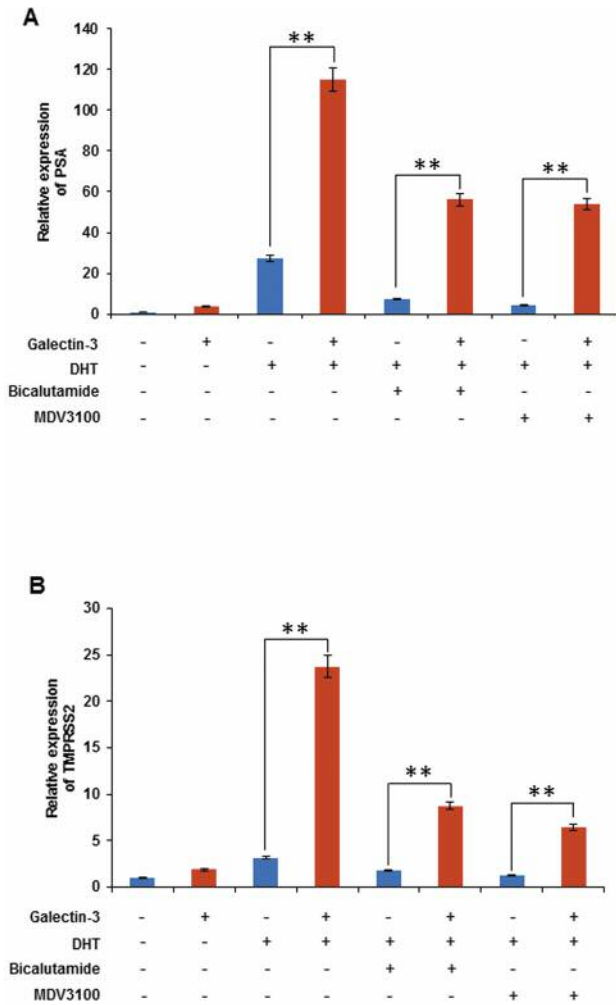 A
140
120
100
80
60
40
20
0
Relative expression
of PSA
**
**
**
Galectin-3 - + - + - + - +
DHT - - + + + + + +
Bicalutamide - - - - + + - -
MDV3100 - - - - - - + +
B
30
25
20
15
10
5
0
Relative expression
of TMPRSS2
**
**
**
Galectin-3 - + - + - + - +
DHT - - + + + + + +
Bicalutamide - - - - + + - -
MDV3100 - - - - - - + +